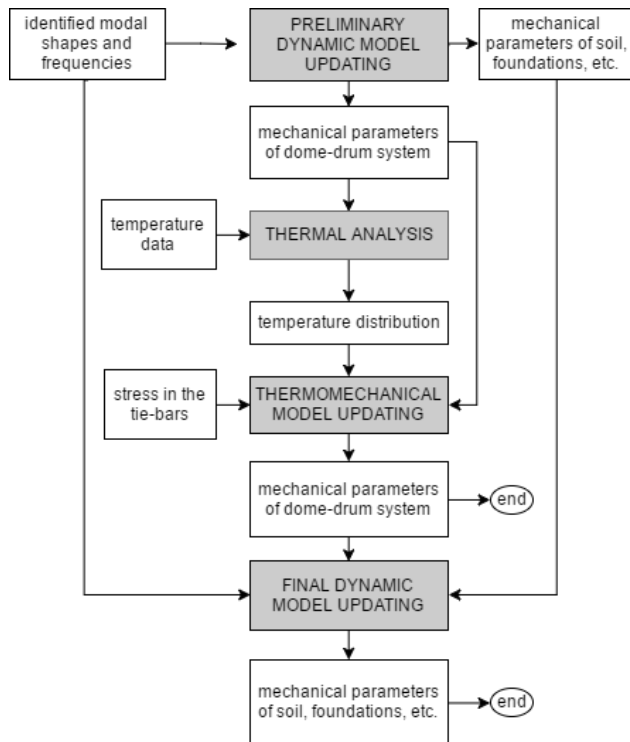 identified modal
shapes and
frequencies
PRELIMINARY
DYNAMIC MODEL
UPDATING
mechanical
parameters of soil,
foundations, etc.
mechanical parameters
of dome-drum system
temperature
data
THERMAL ANALYSIS
temperature distribution
stress in the
tie-bars
THERMOMECHANICAL
MODEL UPDATING
mechanical parameters
of dome-drum system
end
FINAL DYNAMIC
MODEL UPDATING
mechanical parameters
of soil, foundations, etc.
end